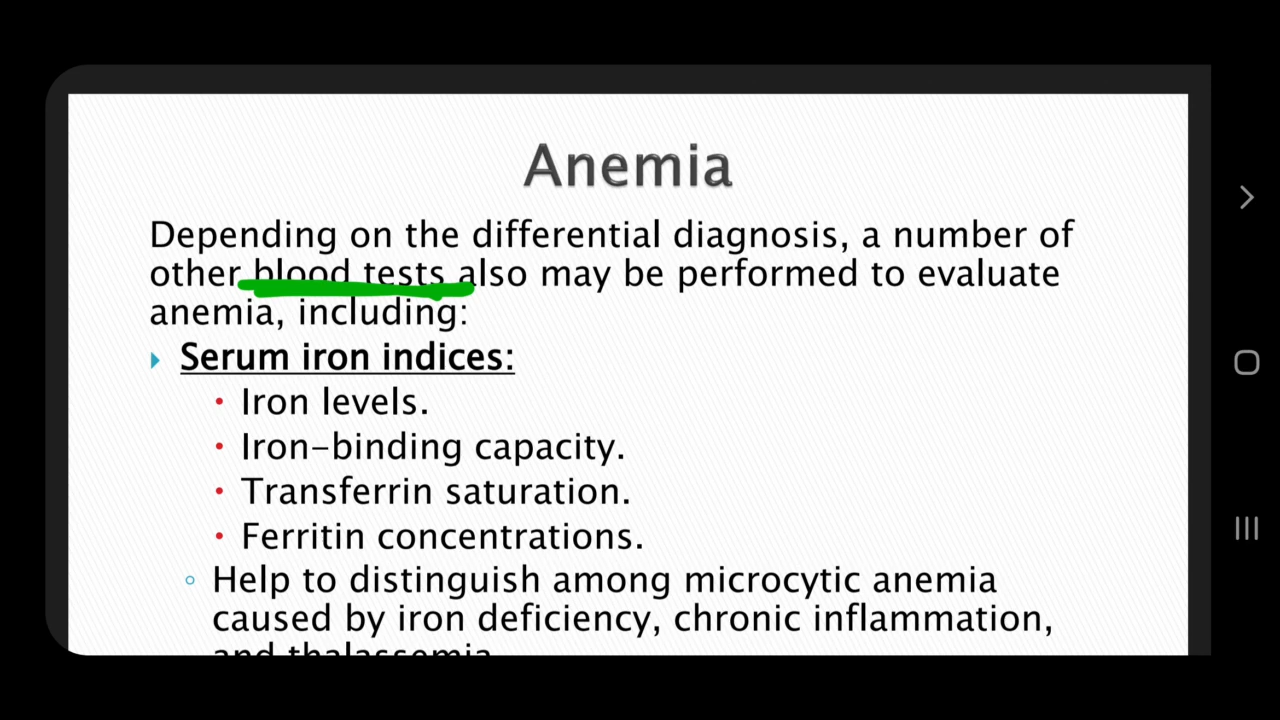 Anemia
Depending on the differential diagnosis, a number of
other blood tests also may be performed to evaluate
anemia, including:
Serum iron indices:
• Iron levels.
• Iron-binding capacity.
• Transferrin saturation.
• Ferritin concentrations.
Help to distinguish among microcytic anemia
caused by iron deficiency, chronic inflammation,
and thalassemia